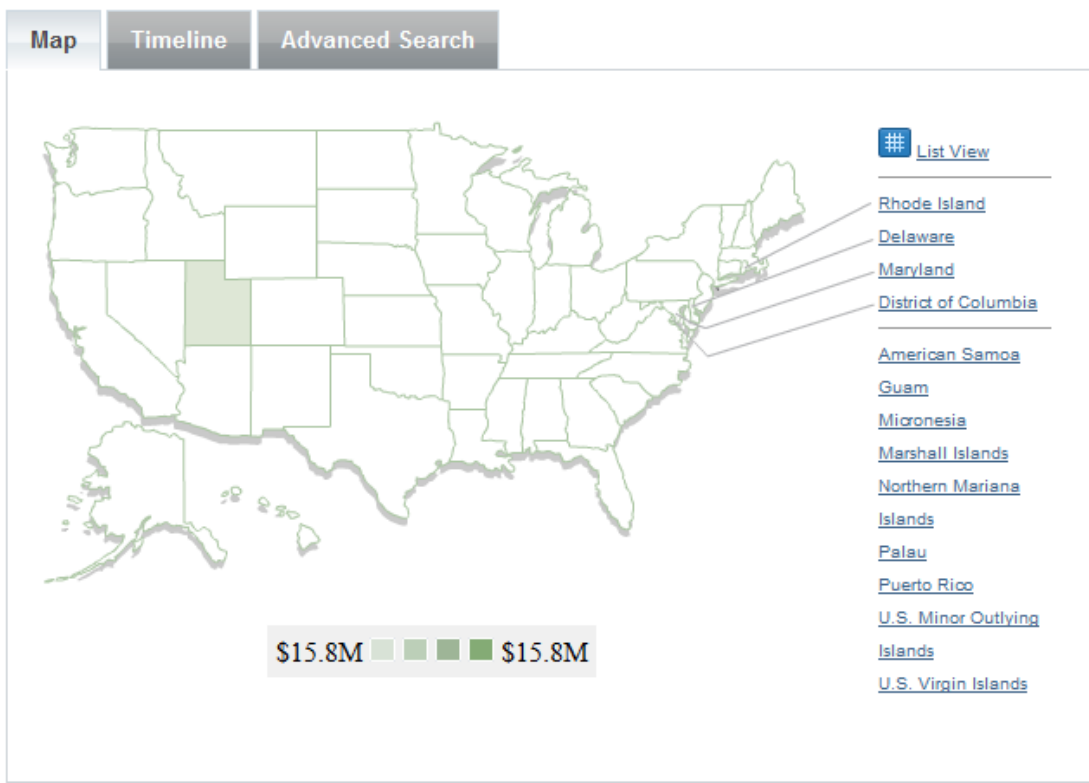 Map
Timeline
Advanced Search
List View
Rhode Island
Delaware
Maryland
District of Columbia
American Samoa
Guam
Micronesia
Marshall Islands
Northern Mariana
Islands
Palau
Puerto Rico
U.S. Minor Outlying
Islands
U.S. Virgin Islands
$15.8M $15.8M